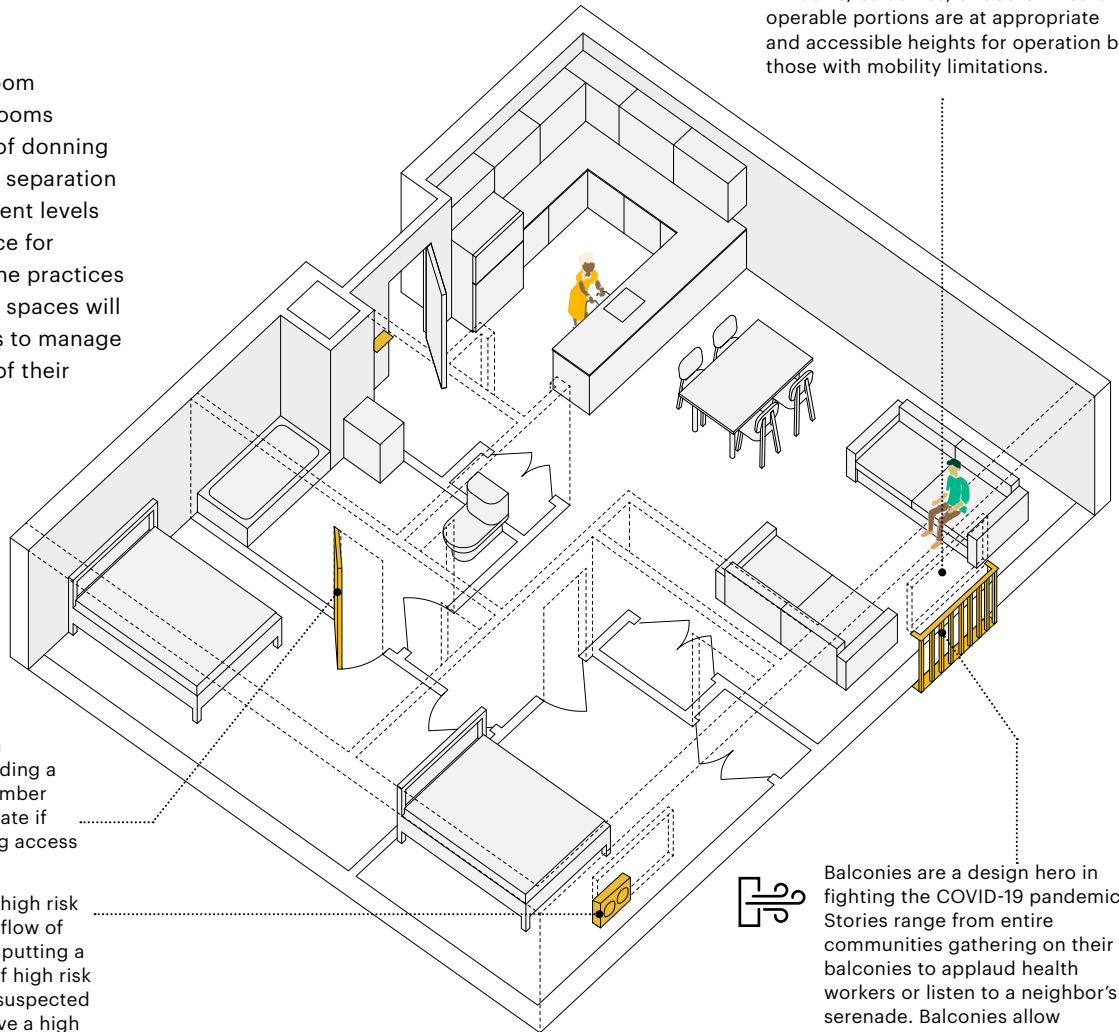 operable portions are at appropriate
and accessible heights for operation b
those with mobility limitations.
oom
ooms
of donning
separation
ent levels
ce for
ne practices
spaces will
s to manage
of their
ding a
mber
ate if
g access
high risk
flow of
putting a
f high risk
suspected
ve a high
Balconies are a design hero in
fighting the COVID-19 pandemic
Stories range from entire
communities gathering on their
balconies to applaud health
workers or listen to a neighbor's
serenade. Balconies allow